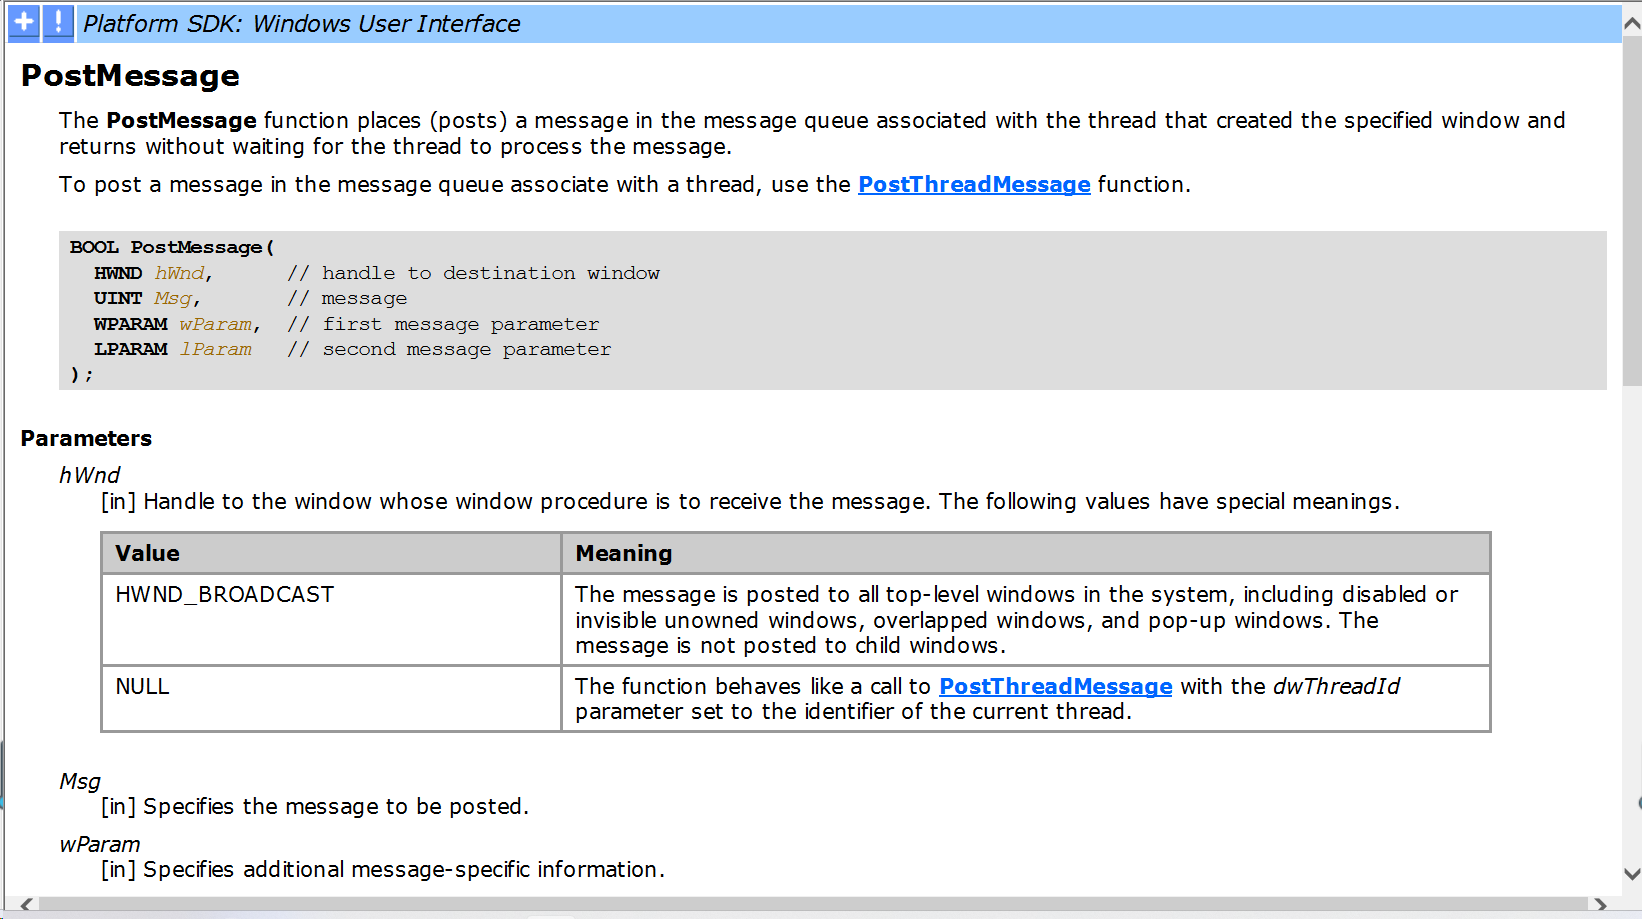 Platform SDK: Windows User Interface
PostMessage
The PostMessage function places (posts) a message in the message queue associated with the thread that created the specified window and
returns without waiting for the thread to process the message.
To post a message in the message queue associate with a thread, use the PostThreadMessage function.
BOOL PostMessage(
  HWND hWnd,      // handle to destination window
  UINT Msg,       // message
  WPARAM wParam,  // first message parameter
  LPARAM lParam   // second message parameter
);
Parameters
hWnd
[in] Handle to the window whose window procedure is to receive the message. The following values have special meanings.
Value Meaning
HWND_BROADCAST The message is posted to all top-level windows in the system, including disabled or
invisible unowned windows, overlapped windows, and pop-up windows. The
message is not posted to child windows.
NULL The function behaves like a call to PostThreadMessage with the dwThreadId
parameter set to the identifier of the current thread.
Msg
[in] Specifies the message to be posted.
wParam
[in] Specifies additional message-specific information.